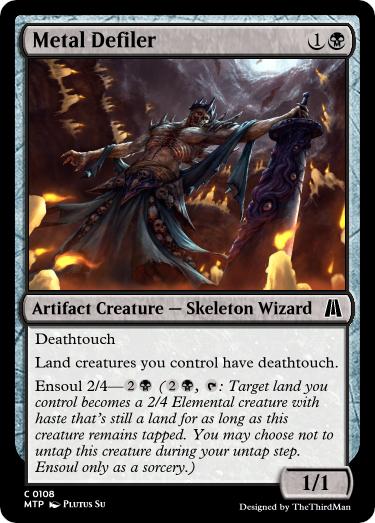 Metal Defiler 1
Artifact Creature — Skeleton Wizard
Deathtouch
Land creatures you control have deathtouch.
Ensoul 2/4—2 (2, : Target land you
control becomes a 2/4 Elemental creature with
haste that's still a land for as long as this
creature remains tapped. You may choose not to
untap this creature during your untap step.
Ensoul only as a sorcery.)
1/1
C 0108
MTP Plutus Su
Designed by TheThirdMan